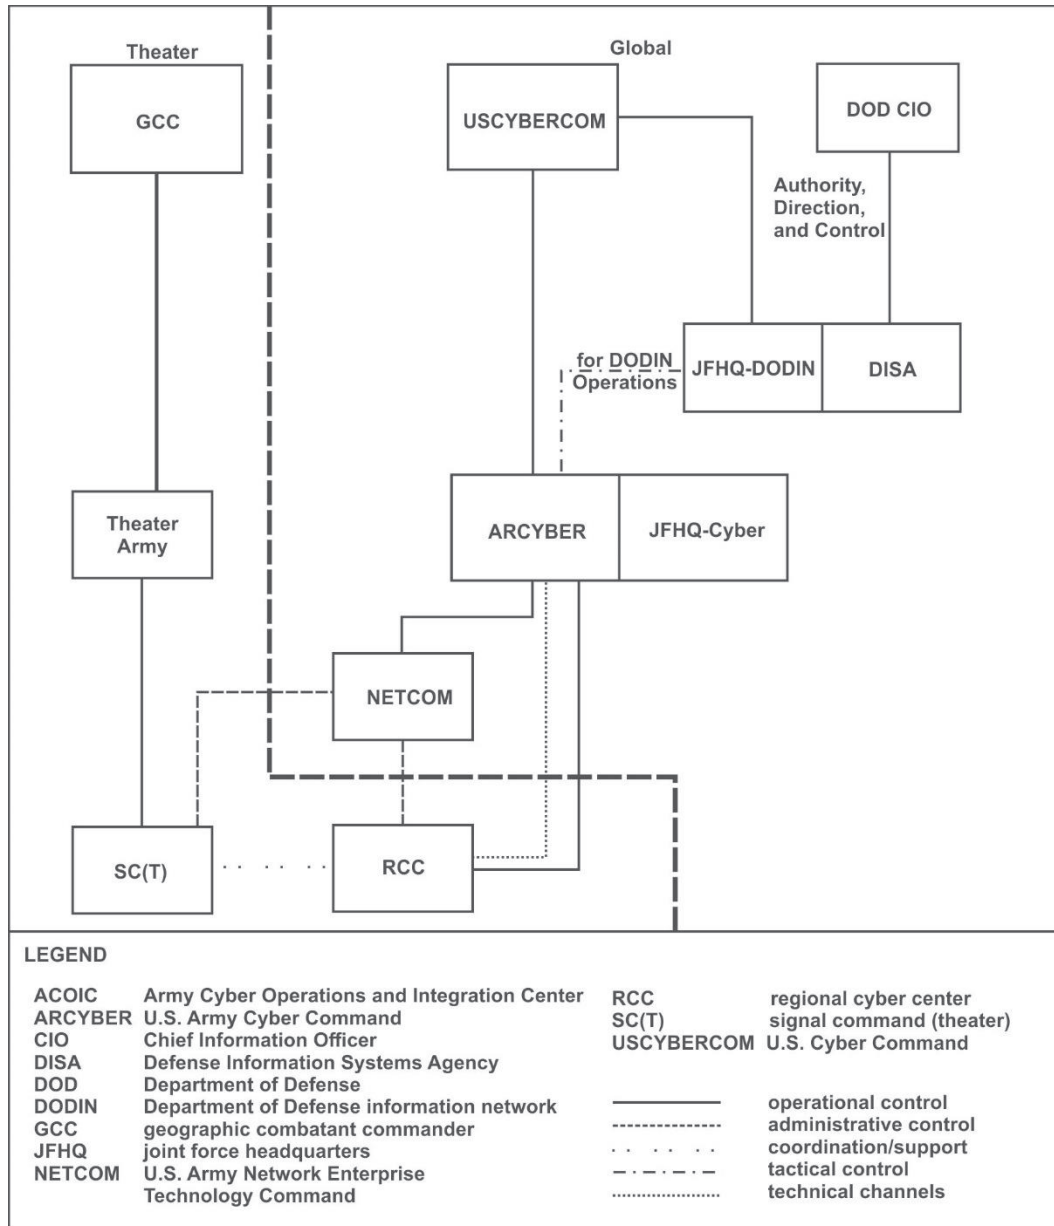 Theater
Global
GCC
USCYBERCOM
DOD CIO
Authority,
Direction,
and Control
for DODIN
Operations
JFHQ-DODIN
DISA
Theater
Army
ARCYBER
JFHQ-Cyber
NETCOM
SC(T)
RCC
LEGEND
ACOIC Army Cyber Operations and Integration Center
ARCYBER U.S. Army Cyber Command
CIO Chief Information Officer
DISA Defense Information Systems Agency
DOD Department of Defense
DODIN Department of Defense information network
GCC geographic combatant commander
JFHQ joint force headquarters
NETCOM U.S. Army Network Enterprise
Technology Command
RCC regional cyber center
SC(T) signal command (theater)
USCYBERCOM U.S. Cyber Command
operational control
administrative control
coordination/support
tactical control
technical channels